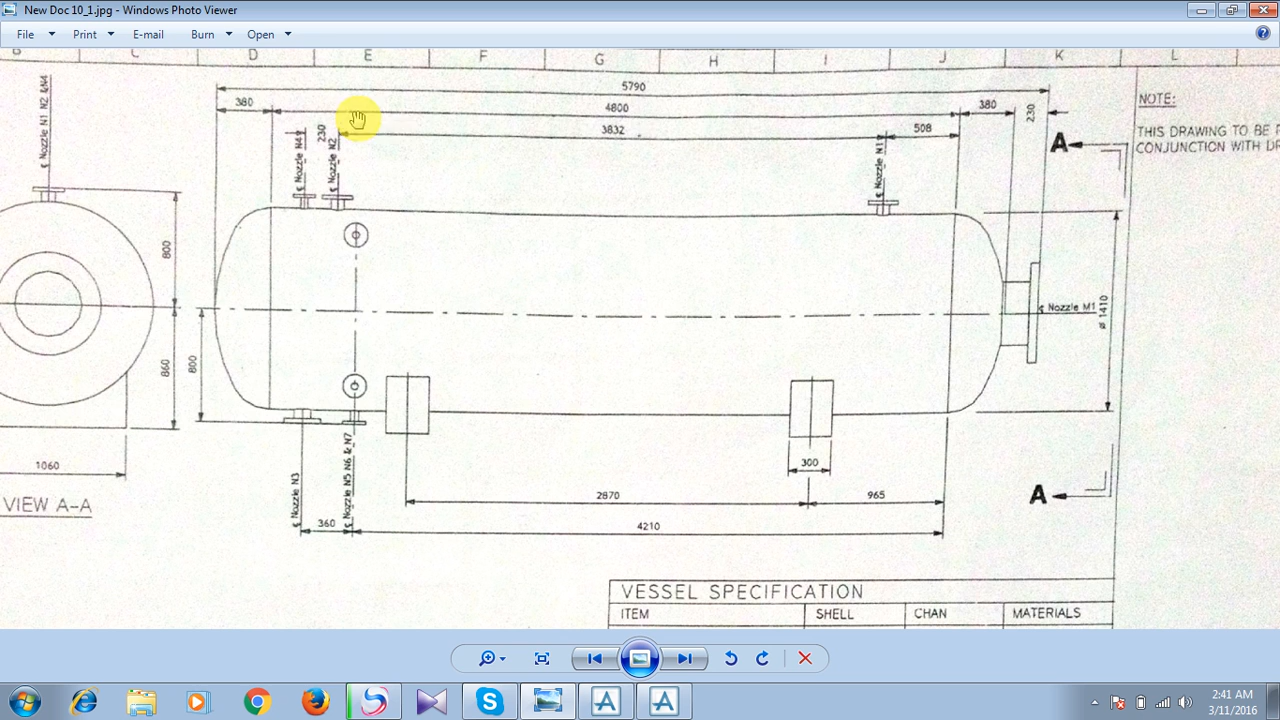 New Doc 10_1.jpg - Windows Photo Viewer
File Print E-mail Burn Open
C D E F G H I J K L
5790
380 4800 380 230
3832 508
230
℄ Nozzle N1 N2 &N4
℄ Nozzle N4
℄ Nozzle N2
℄ Nozzle N1
A
NOTE:
THIS DRAWING TO BE
CONJUNCTION WITH
800
860
800
℄ Nozzle M1
ø 1410
1060
VIEW A-A
℄ Nozzle N3
℄ Nozzle N5 N6 & N7
300
2870 965
A
360 4210
VESSEL SPECIFICATION
ITEM SHELL CHAN MATERIALS
2:41 AM
3/11/2016